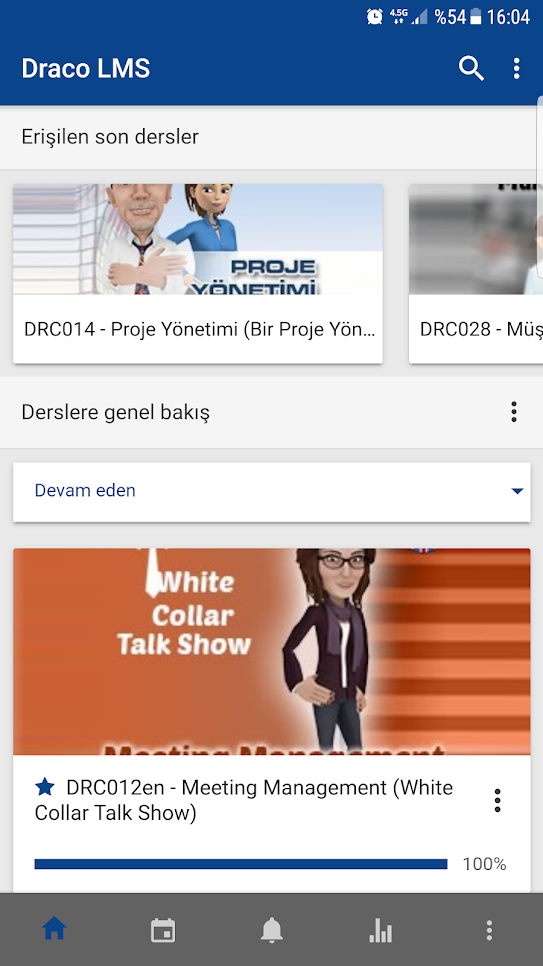 4.5G %54 16:04
Draco LMS
Erişilen son dersler
PROJE
YÖNETİMİ
DRC014 - Proje Yönetimi (Bir Proje Yön...
DRC028 - Müş
Derslere genel bakış
Devam eden
White
Collar
Talk Show
Meeting Management
DRC012en - Meeting Management (White
Collar Talk Show)
100%